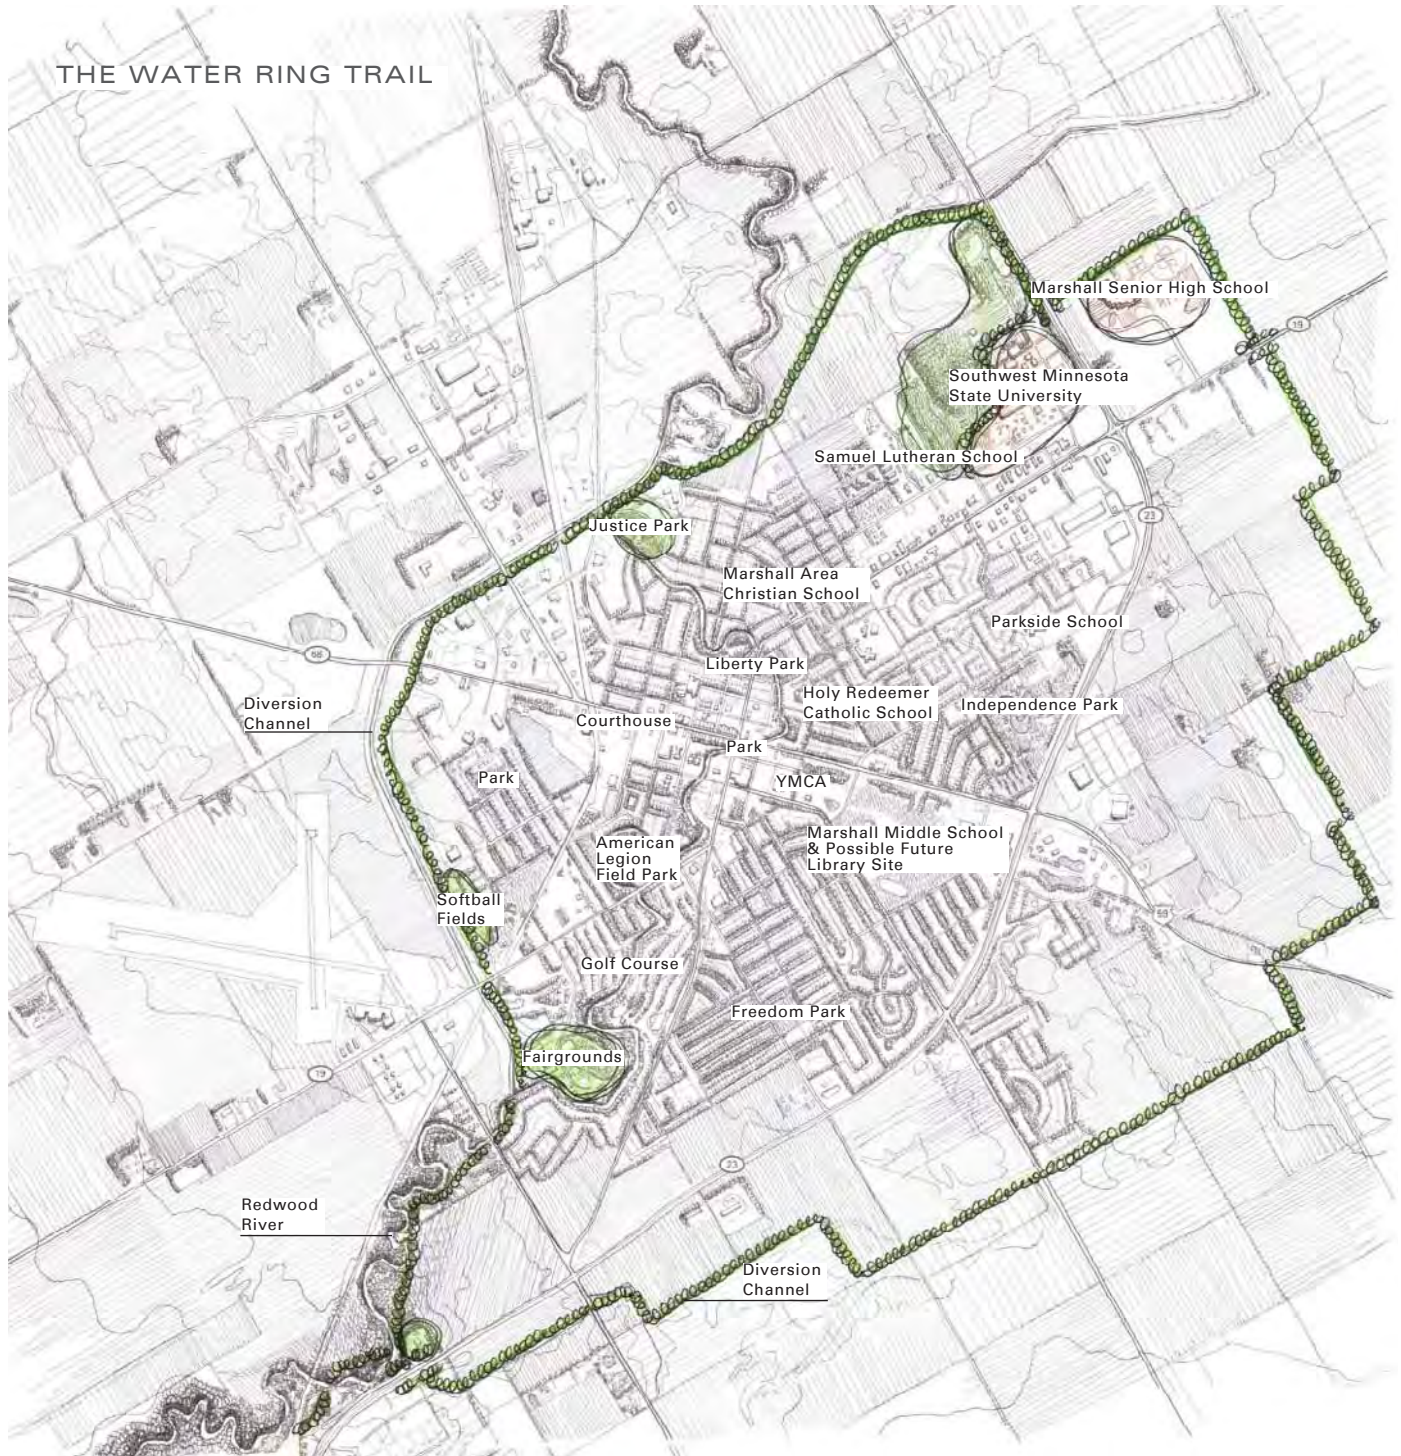 THE WATER RING TRAIL
Marshall Senior High School
19
Southwest Minnesota
State University
Samuel Lutheran School
23
Justice Park
Marshall Area
Christian School
Parkside School
68
Liberty Park
Diversion
Channel
Holy Redeemer
Catholic School
Independence Park
Courthouse
Park
Park
YMCA
Marshall Middle School
& Possible Future
Library Site
American
Legion
Field Park
Softball
Fields
59
Golf Course
Freedom Park
Fairgrounds
19
23
Redwood
River
Diversion
Channel